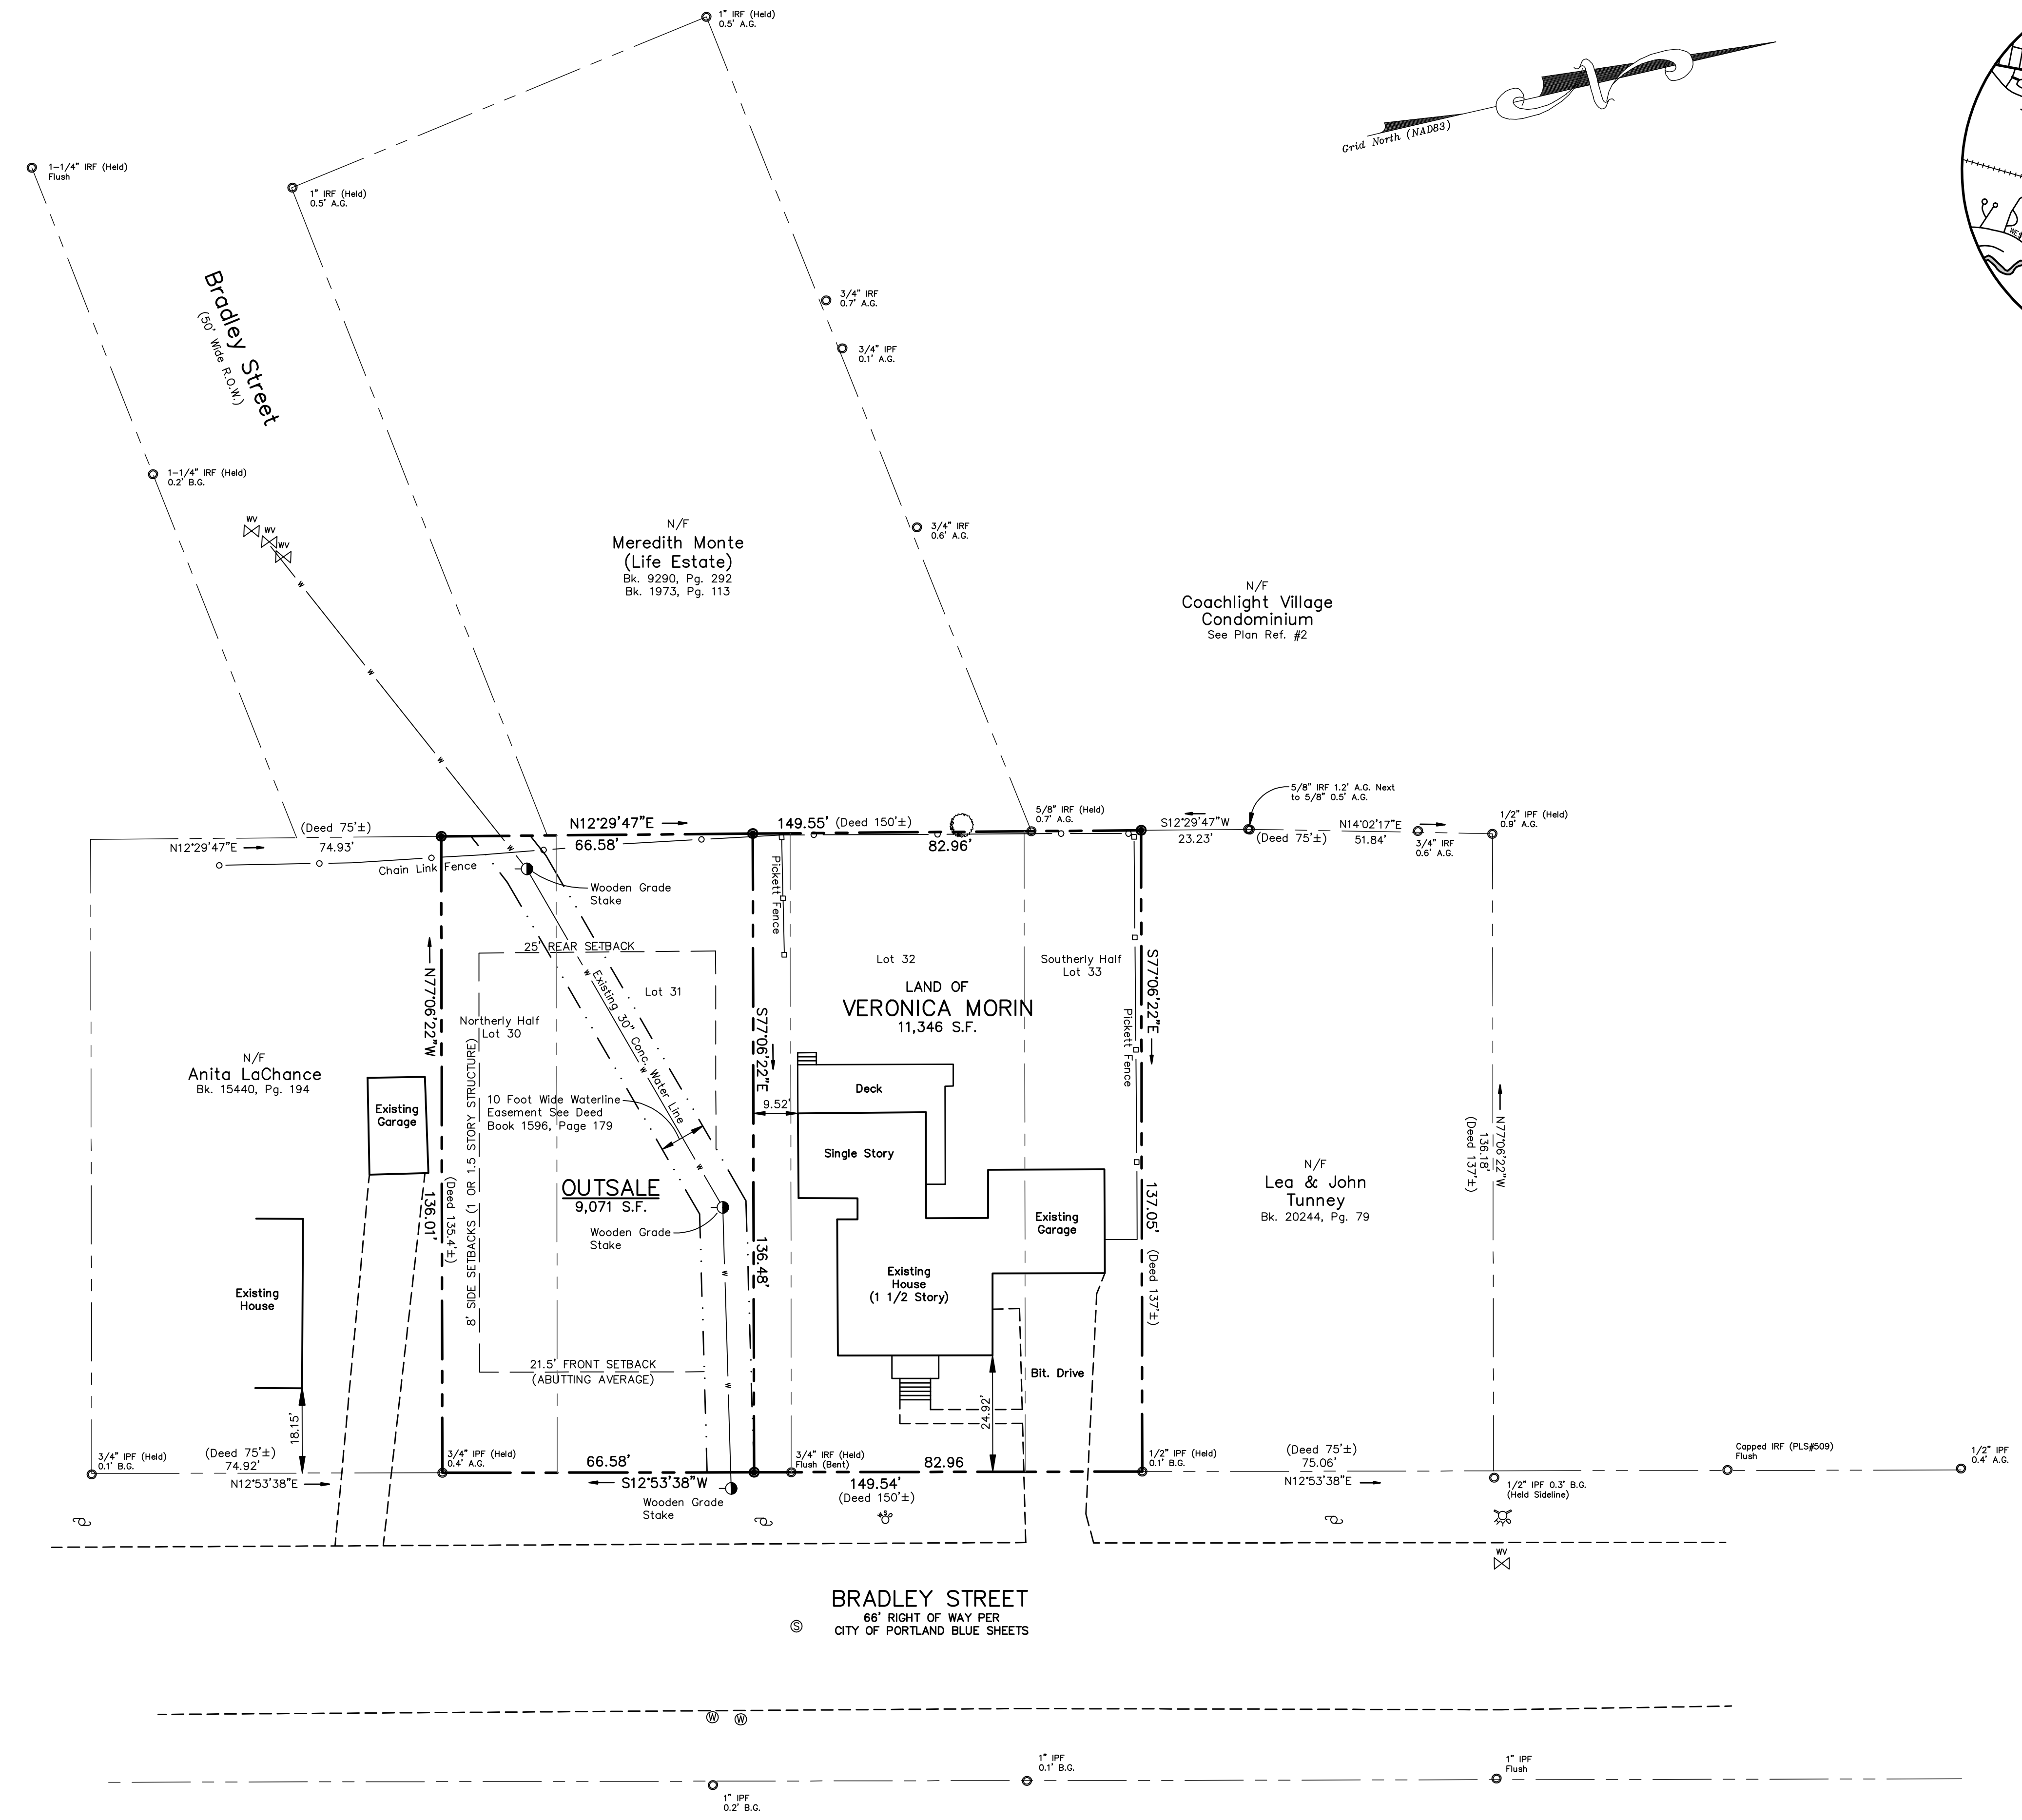 1" IRF (Held)
0.5' A.G.
Grid North (NAD83)
1-1/4" IRF (Held)
Flush
1" IRF (Held)
0.5' A.G.
Bradley Street
(50' Wide R.O.W.)
3/4" IRF
0.7' A.G.
3/4" IPF
0.1' A.G.
1-1/4" IRF (Held)
0.2' B.G.
WV
WV
WV
W
W
W
3/4" IRF
0.6' A.G.
N/F
Meredith Monte
(Life Estate)
Bk. 9290, Pg. 292
Bk. 1973, Pg. 113
N/F
Coachlight Village
Condominium
See Plan Ref. #2
5/8" IRF 1.2' A.G. Next
to 5/8" 0.5' A.G.
5/8" IRF (Held)
0.7' A.G.
1/2" IPF (Held)
0.9' A.G.
(Deed 75'±)
N12°29'47"E
74.93'
N12°29'47"E
66.58'
149.55' (Deed 150'±)
82.96'
S12°29'47"W
23.23'
(Deed 75'±)
N14°02'17"E
51.84'
3/4" IRF
0.6' A.G.
Chain Link Fence
W
Wooden Grade
Stake
Pickett Fence
25' REAR SETBACK
W
Existing 30" Conc. Water Line
Lot 31
Northerly Half
Lot 30
N77°06'22"W
S77°06'22"E
Lot 32
Southerly Half
Lot 33
LAND OF
VERONICA MORIN
11,346 S.F.
S77°06'22"E
Pickett Fence
N/F
Anita LaChance
Bk. 15440, Pg. 194
Existing
Garage
8' SIDE SETBACKS (1 OR 1.5 STORY STRUCTURE)
W
10 Foot Wide Waterline
Easement See Deed
Book 1596, Page 179
9.52'
Deck
Single Story
W
N77°06'22"W
136.18'
(Deed 137'±)
N/F
Lea & John
Tunney
Bk. 20244, Pg. 79
136.01'
(Deed 135.4'±)
OUTSALE
9,071 S.F.
Wooden Grade
Stake
136.48'
W
Existing
Garage
137.05'
(Deed 137'±)
Existing
House
(1 1/2 Story)
Existing
House
21.5' FRONT SETBACK
(ABUTTING AVERAGE)
W
Bit. Drive
18.15'
24.92'
3/4" IPF (Held)
0.1' B.G.
(Deed 75'±)
74.92'
N12°53'38"E
3/4" IPF (Held)
0.4' A.G.
66.58'
S12°53'38"W
Wooden Grade
Stake
3/4" IRF (Held)
Flush (Bent)
82.96
149.54'
(Deed 150'±)
1/2" IPF (Held)
0.1' B.G.
(Deed 75'±)
75.06'
N12°53'38"E
1/2" IPF 0.3' B.G.
(Held Sideline)
Capped IRF (PLS#509)
Flush
1/2" IPF
0.4' A.G.
WV
BRADLEY STREET
66' RIGHT OF WAY PER
CITY OF PORTLAND BLUE SHEETS
S
W
W
1" IPF
0.2' B.G.
1" IPF
0.1' B.G.
1" IPF
Flush